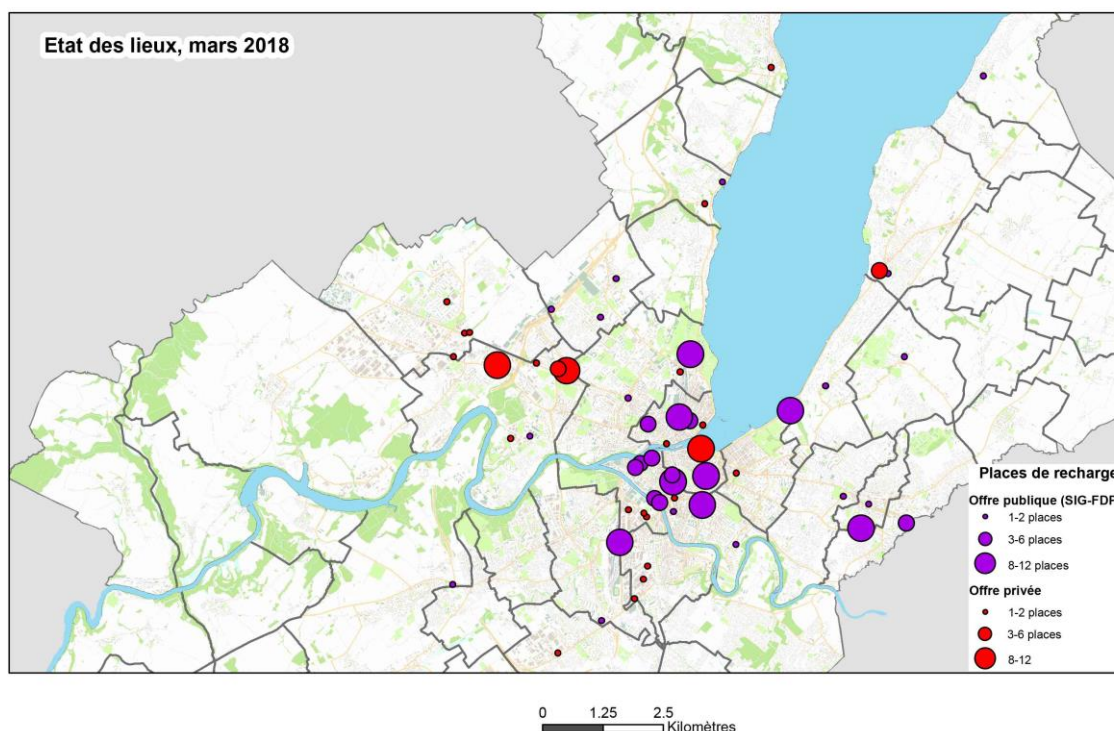 Etat des lieux, mars 2018
Places de recharge
Offre publique (SIG-FDP
1-2 places
3-6 places
8-12 places
Offre privée
1-2 places
3-6 places
8-12
0 1.25 2.5
Kilomètres